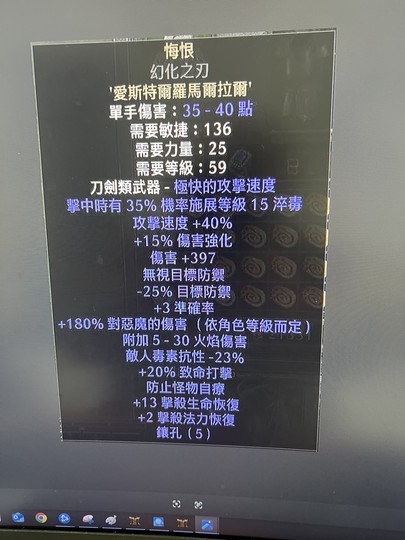 悔恨
幻化之刃
'愛斯特爾羅馬爾拉爾'
單手傷害：35 - 40 點
需要敏捷：136
需要力量：25
需要等級：59
刀劍類武器 - 極快的攻擊速度
擊中時有 35% 機率施展等級 15 淬毒
攻擊速度 +40%
+15% 傷害強化
傷害 +397
無視目標防禦
-25% 目標防禦
+3 準確率
+180% 對惡魔的傷害（依角色等級而定）
附加 5 - 30 火焰傷害
敵人毒素抗性 -23%
+20% 致命打擊
防止怪物自療
+13 擊殺生命恢復
+2 擊殺法力恢復
鑲孔（5）